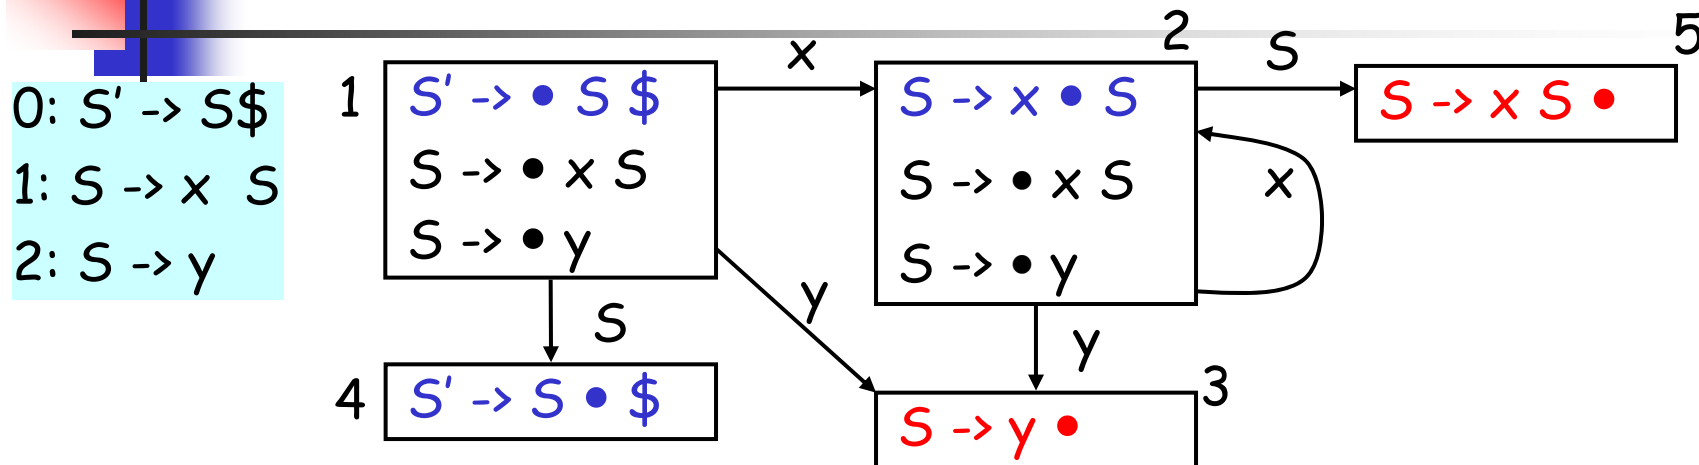 0: S' -> S$
1: S -> x S
2: S -> y
1
S' -> • S $
S -> • x S
S -> • y
x
2
S -> x • S
S -> • x S
S -> • y
S
5
S -> x S •
x
S
y
y
4
S' -> S • $
3
S -> y •